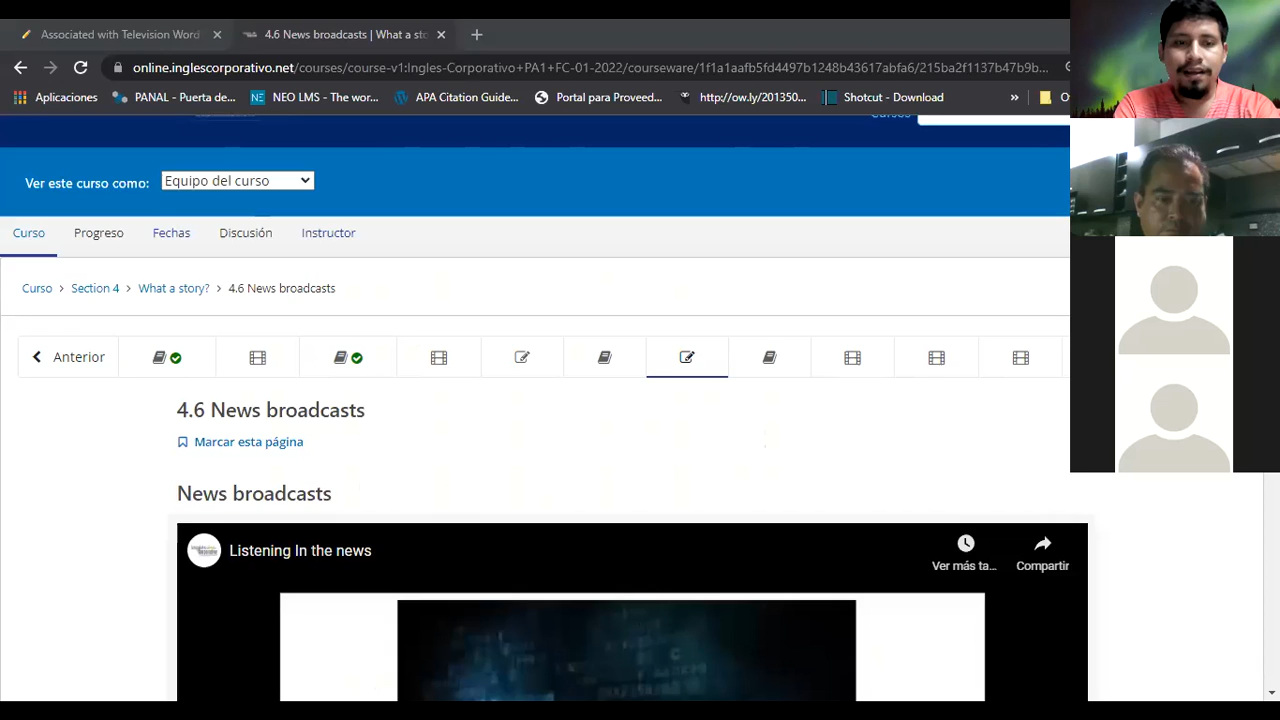 Associated with Television Word
4.6 News broadcasts | What a sto
online.inglescorporativo.net/courses/course-v1:Ingles-Corporativo+PA1+FC-01-2022/courseware/1f1a1aafb5fd4497b1248b43617abfa6/215ba2f1137b47b9b...
Aplicaciones
PANAL - Puerta de...
NEO LMS - The wor...
APA Citation Guide...
Portal para Proveed...
http://ow.ly/201350...
Shotcut - Download
»
Cursos
Ver este curso como:
Equipo del curso
Curso
Progreso
Fechas
Discusión
Instructor
Curso > Section 4 > What a story? > 4.6 News broadcasts
Anterior
4.6 News broadcasts
Marcar esta página
News broadcasts
Listening In the news
Ver más ta...
Compartir